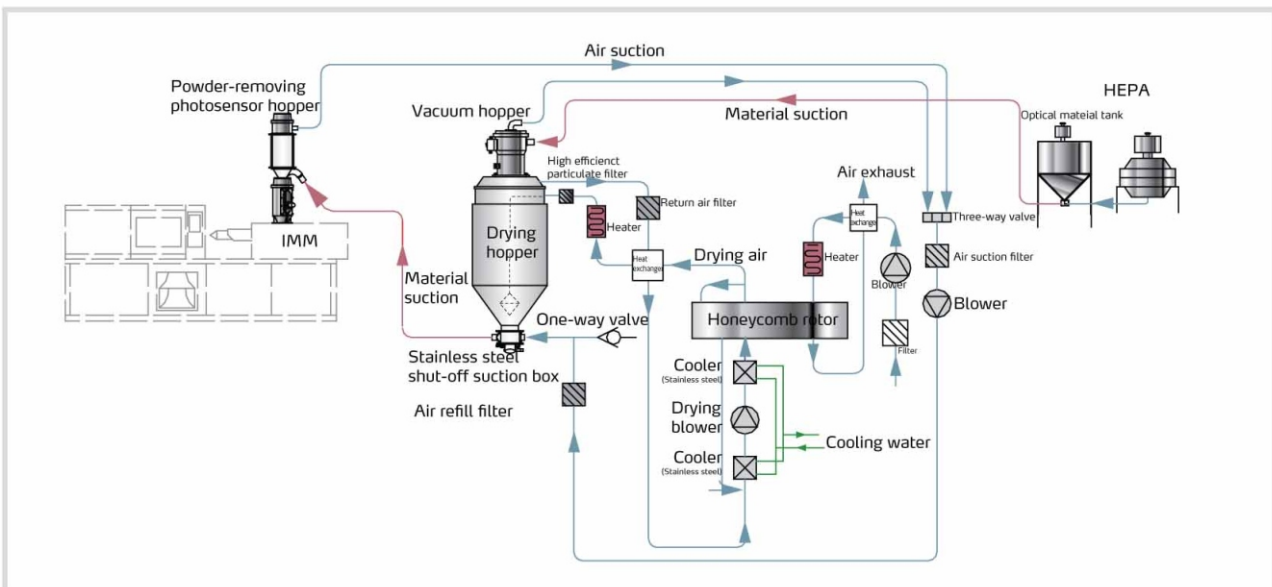 Air suction
Powder-removing
photosensor hopper
Vacuum hopper
Material suction
HEPA
Optical mateial tank
High efficienct
particulate filter
Air exhaust
Return air filter
Heat
exchanger
Three-way valve
Heater
Drying
hopper
IMM
Drying air
Heat
exchanger
Heater
Blower
Air suction filter
Material
suction
Blower
One-way valve
Honeycomb rotor
Filter
Stainless steel
shut-off suction box
Cooler
(Stainless steel)
Air refill filter
Drying
blower
Cooling water
Cooler
(Stainless steel)